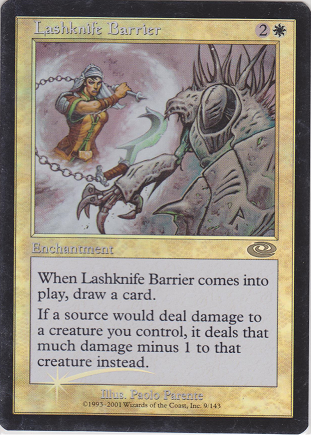 Lashknife Barrier 2
Enchantment
When Lashknife Barrier comes into
play, draw a card.
If a source would deal damage to
a creature you control, it deals that
much damage minus 1 to that
creature instead.
Illus. Paolo Parente
©1993-2001 Wizards of the Coast, Inc. 9/143